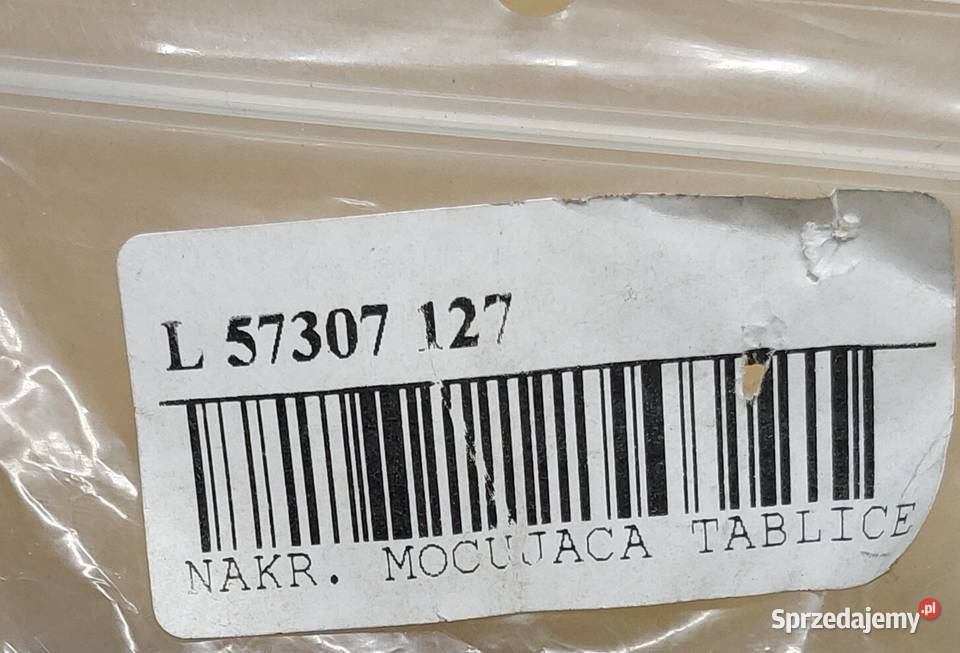 L 57307 127
NAKR. MOCUJACA TABLICE
Sprzedajemy.pl